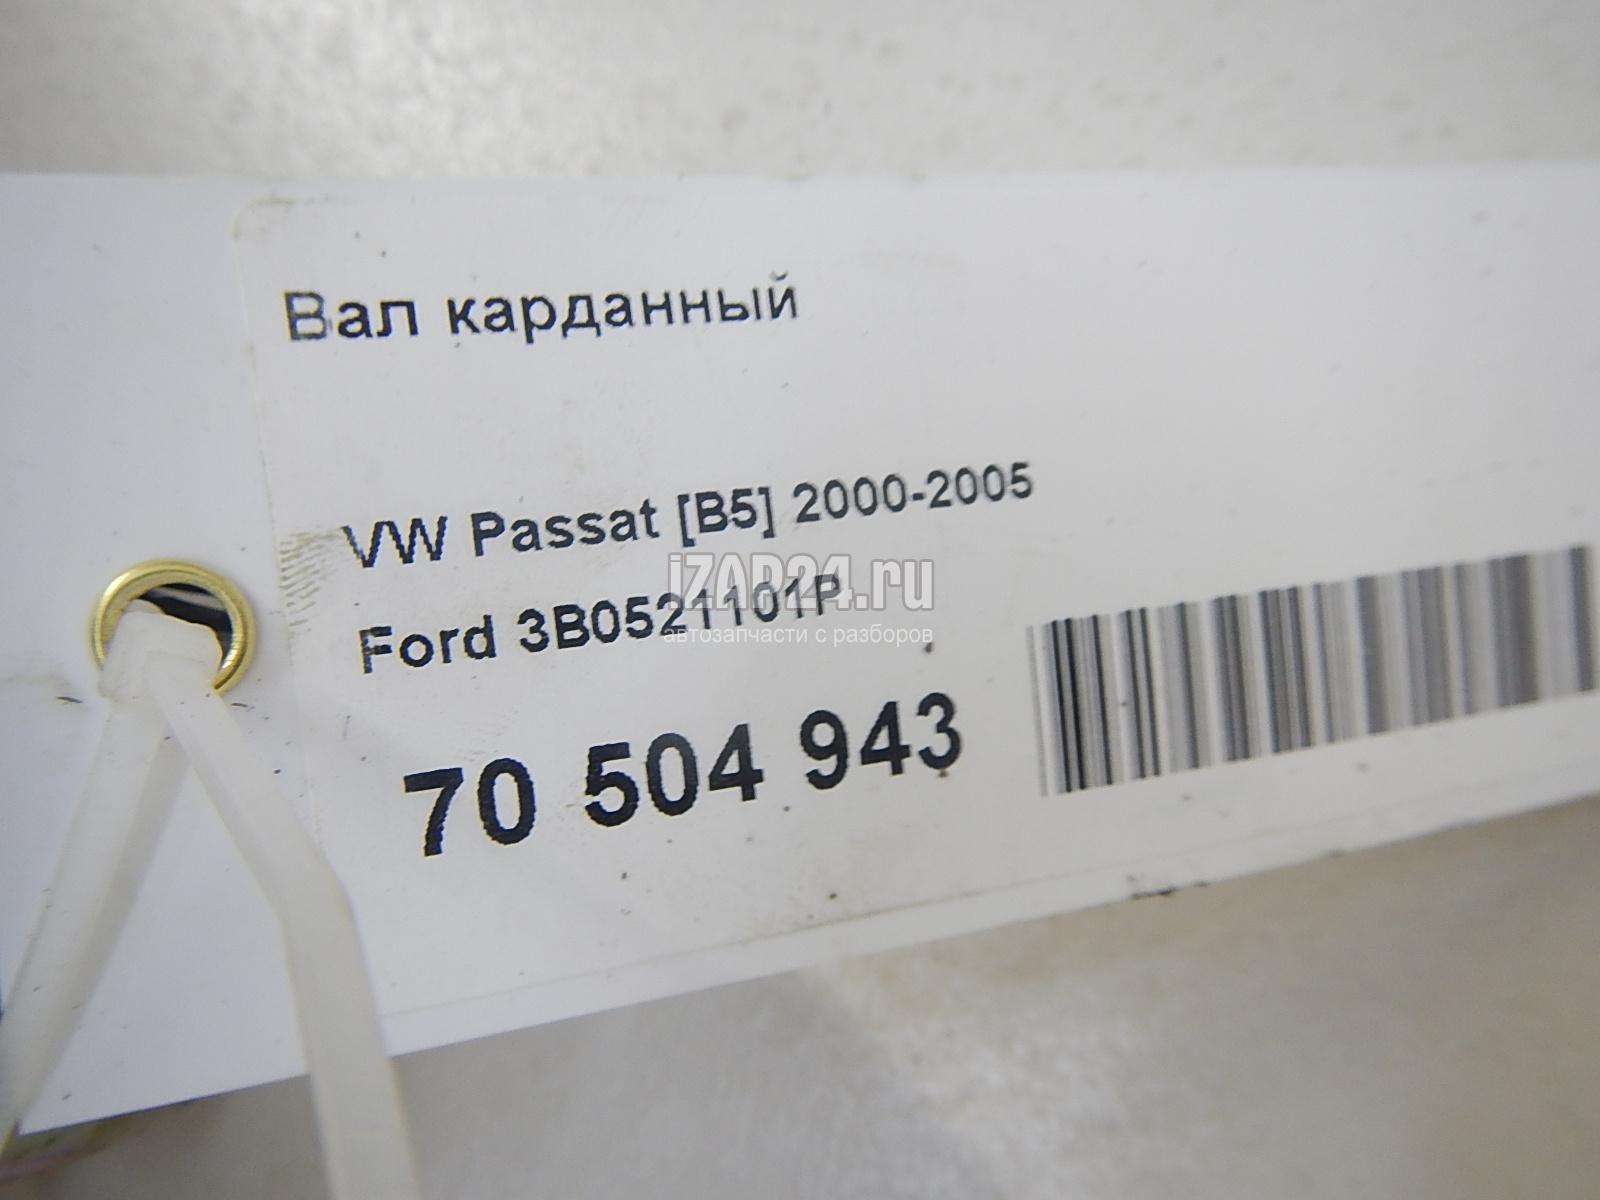 Вал карданный
VW Passat [B5] 2000-2005
iZAP24.ru
Ford 3B0521101P
автозапчасти с разборов
70 504 943